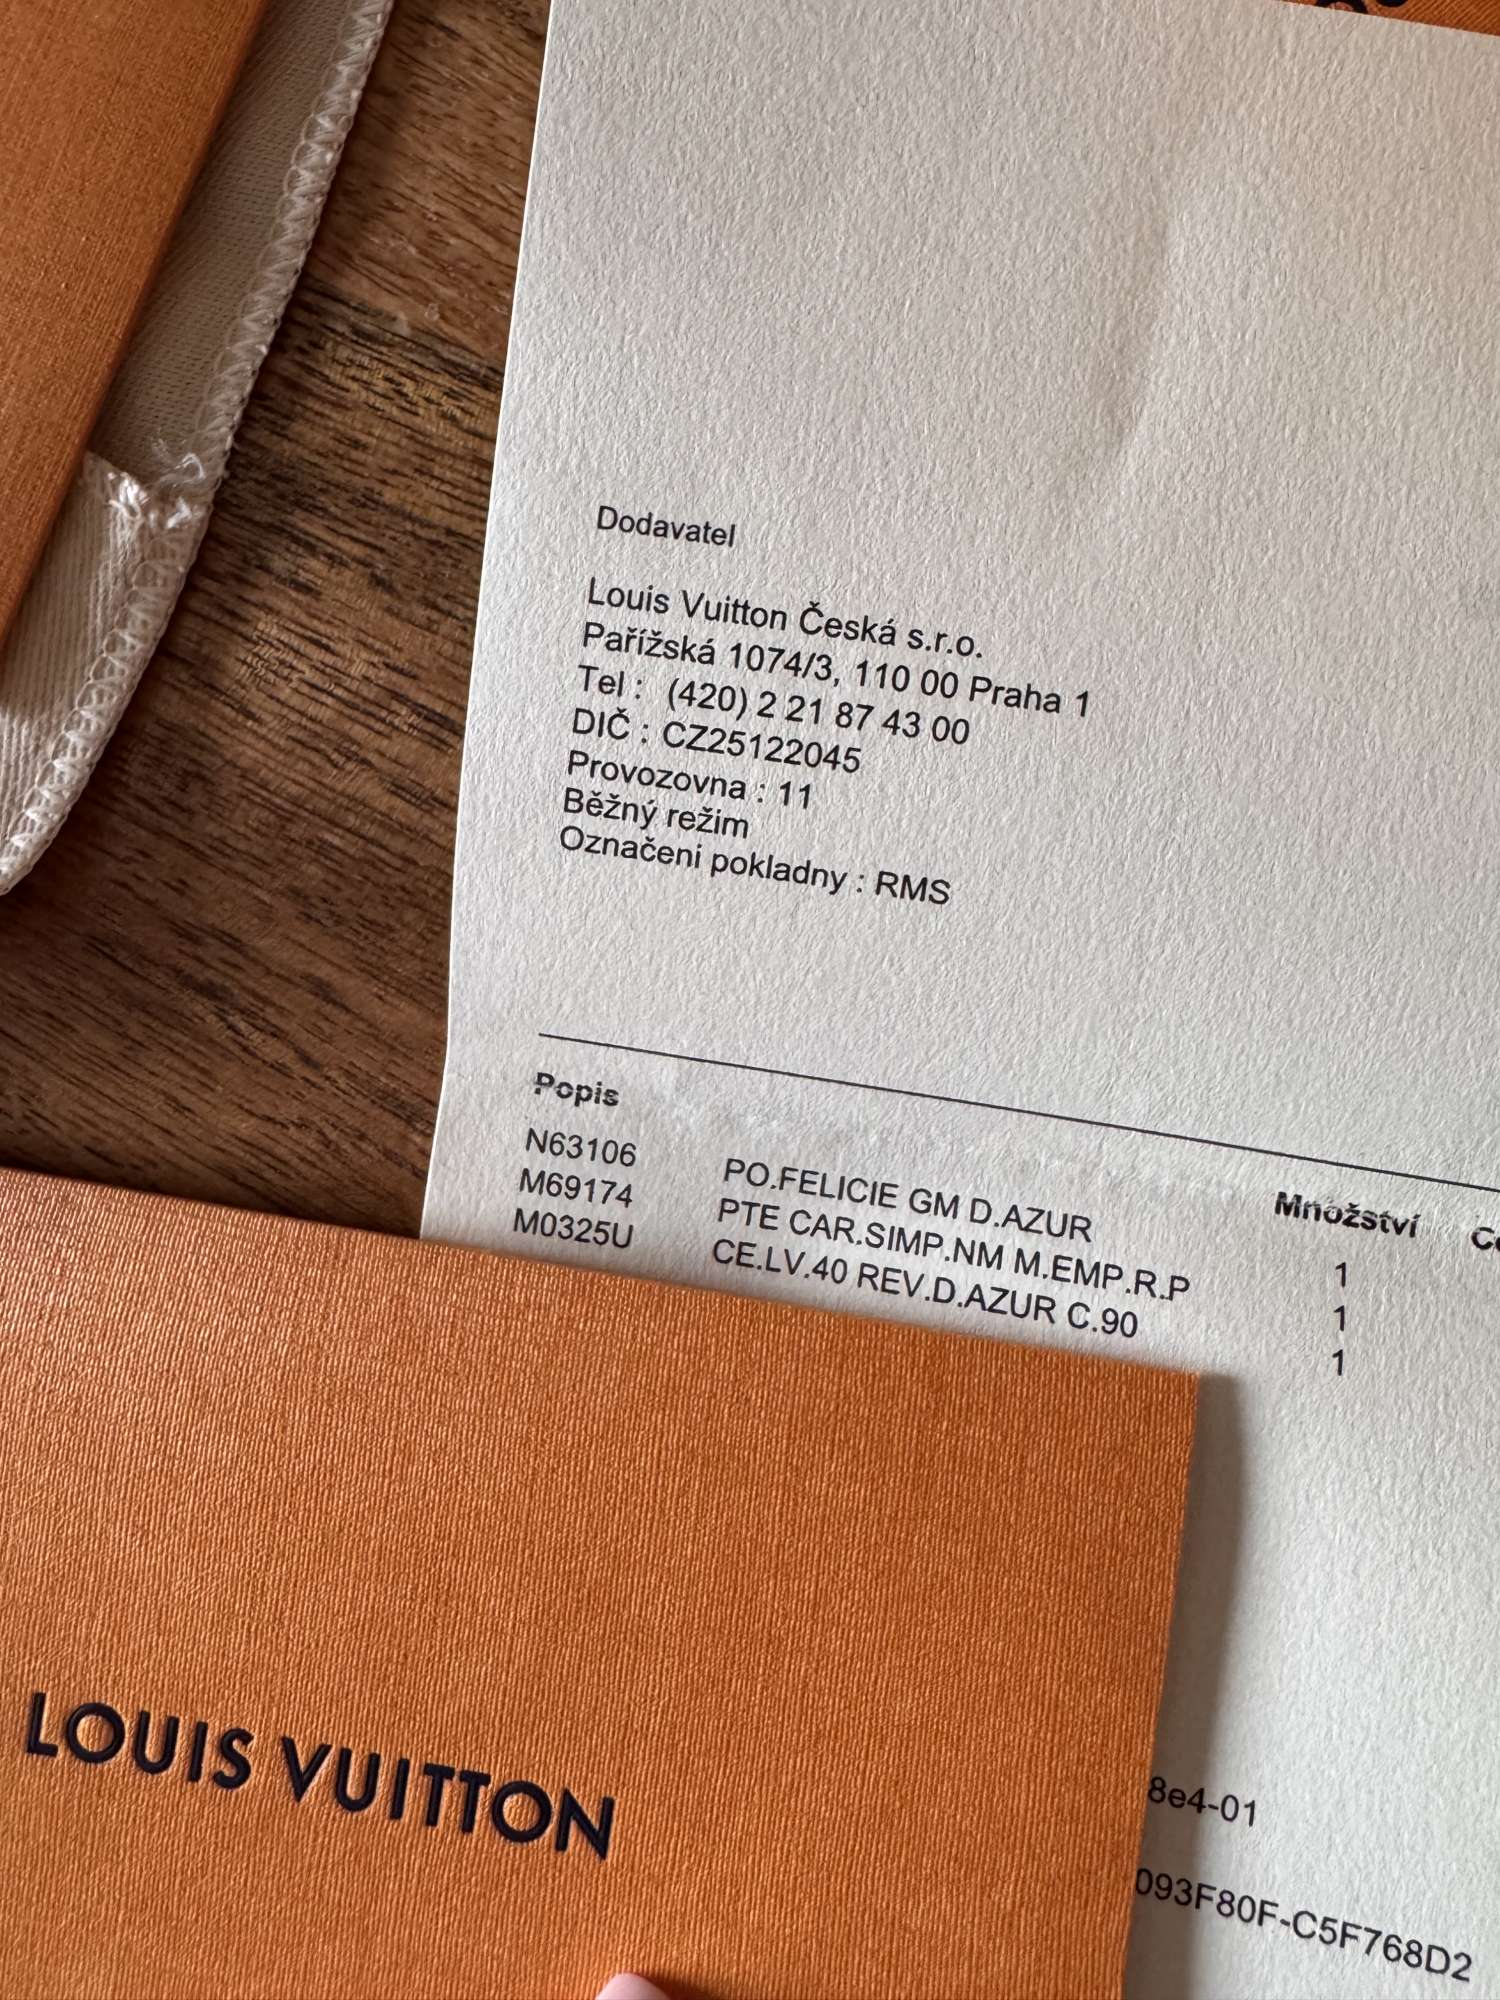 Dodavatel
Louis Vuitton Česká s.r.o.
Pařížská 1074/3, 110 00 Praha 1
Tel : (420) 2 21 87 43 00
DIČ : CZ25122045
Provozovna : 11
Běžný režim
Označeni pokladny : RMS
Popis Množství
N63106 PO.FELICIE GM D.AZUR 1
M69174 PTE CAR.SIMP.NM M.EMP.R.P 1
M0325U CE.LV.40 REV.D.AZUR C.90 1
8e4-01
093F80F-C5F768D2
LOUIS VUITTON